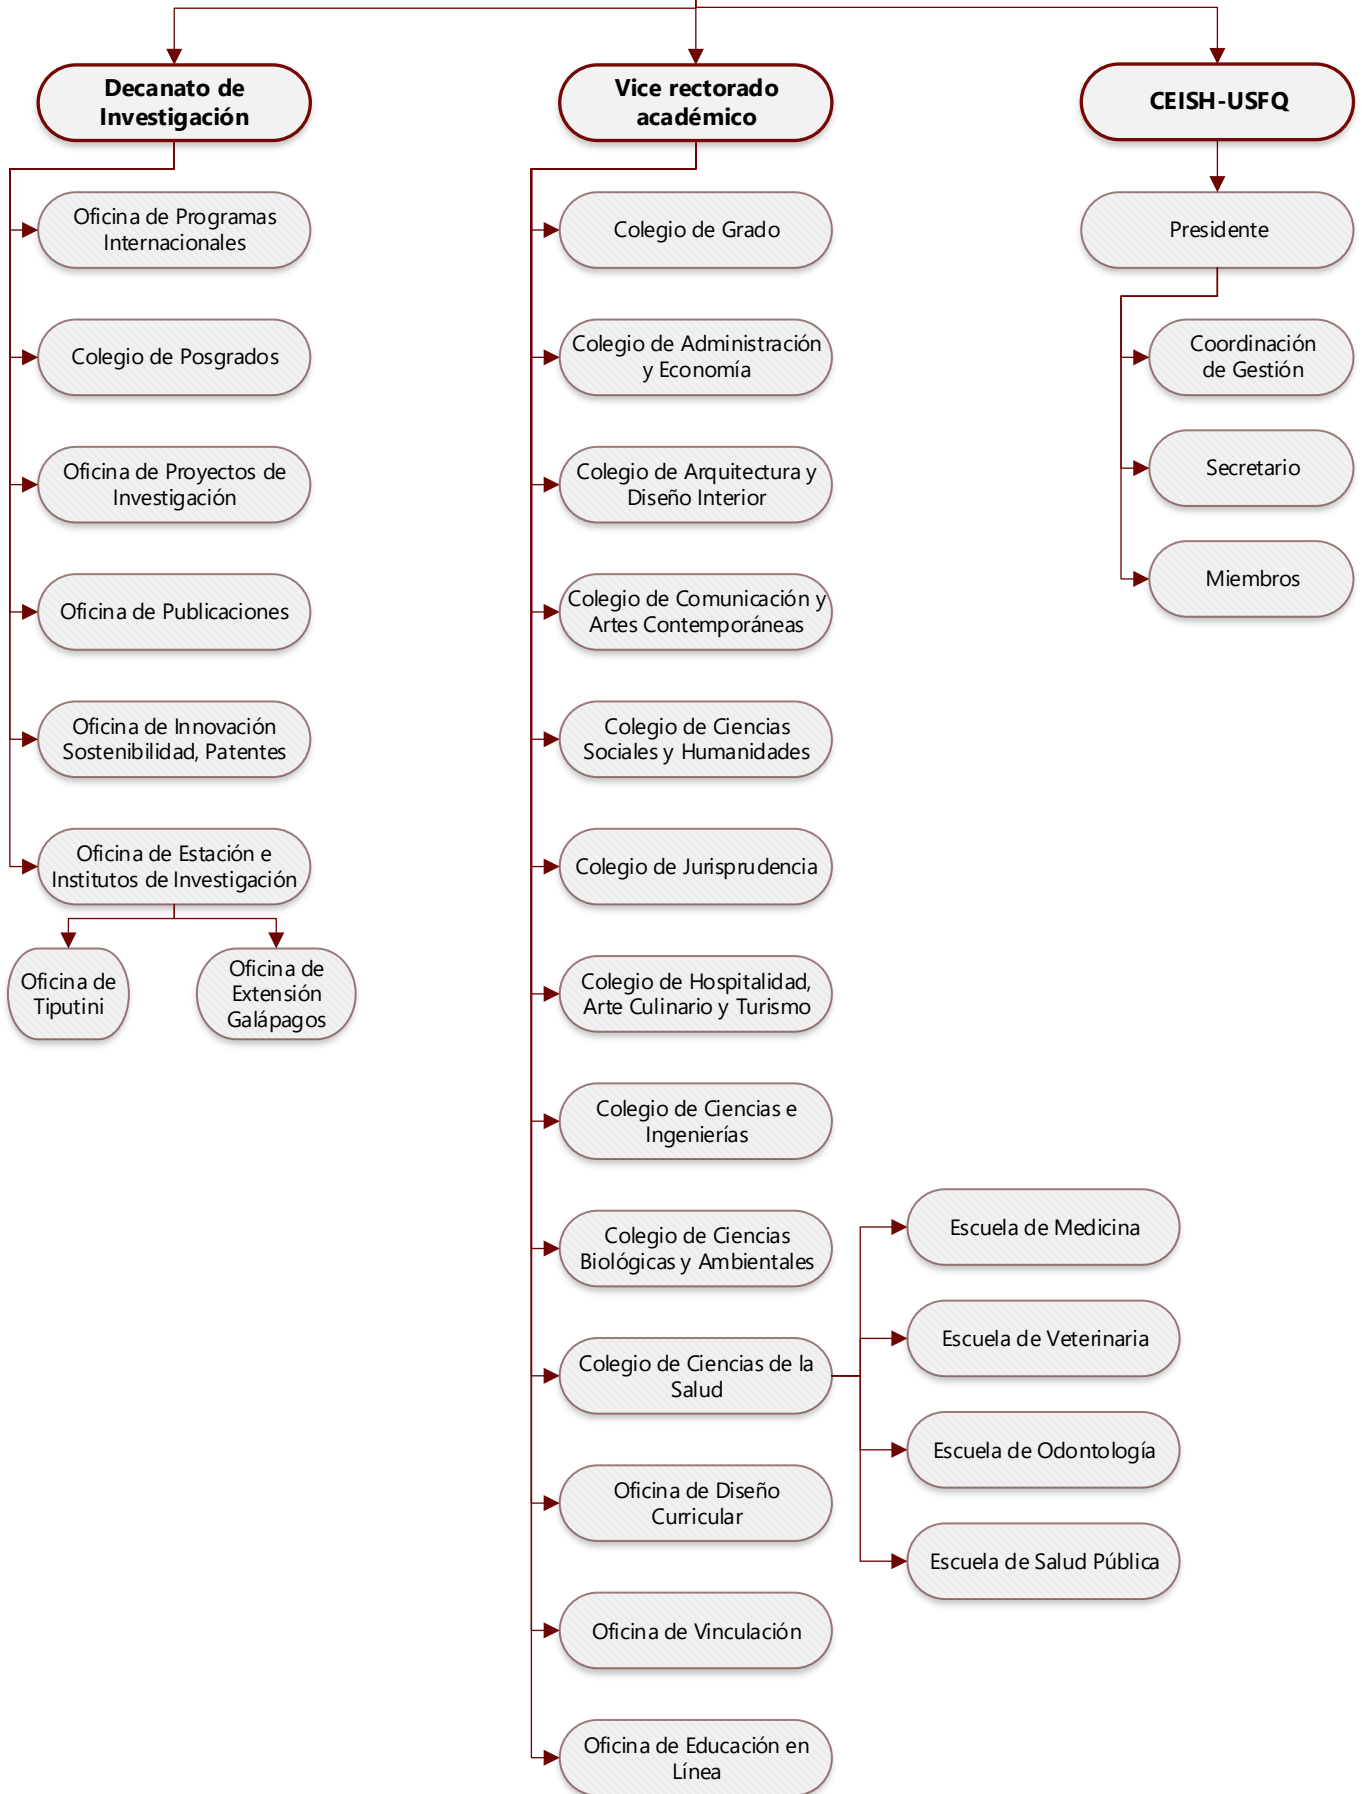 Decanato de
Investigación
Oficina de Programas
Internacionales
Colegio de Posgrados
Oficina de Proyectos de
Investigación
Oficina de Publicaciones
Oficina de Innovación
Sostenibilidad, Patentes
Oficina de Estación e
Institutos de Investigación
Oficina de
Tiputini
Oficina de
Extensión
Galápagos
Vice rectorado
académico
Colegio de Grado
Colegio de Administración
y Economía
Colegio de Arquitectura y
Diseño Interior
Colegio de Comunicación y
Artes Contemporáneas
Colegio de Ciencias
Sociales y Humanidades
Colegio de Jurisprudencia
Colegio de Hospitalidad,
Arte Culinario y Turismo
Colegio de Ciencias e
Ingenierías
Colegio de Ciencias
Biológicas y Ambientales
Colegio de Ciencias de la
Salud
Escuela de Medicina
Escuela de Veterinaria
Escuela de Odontología
Escuela de Salud Pública
Oficina de Diseño
Curricular
Oficina de Vinculación
Oficina de Educación en
Línea
CEISH-USFQ
Presidente
Coordinación
de Gestión
Secretario
Miembros